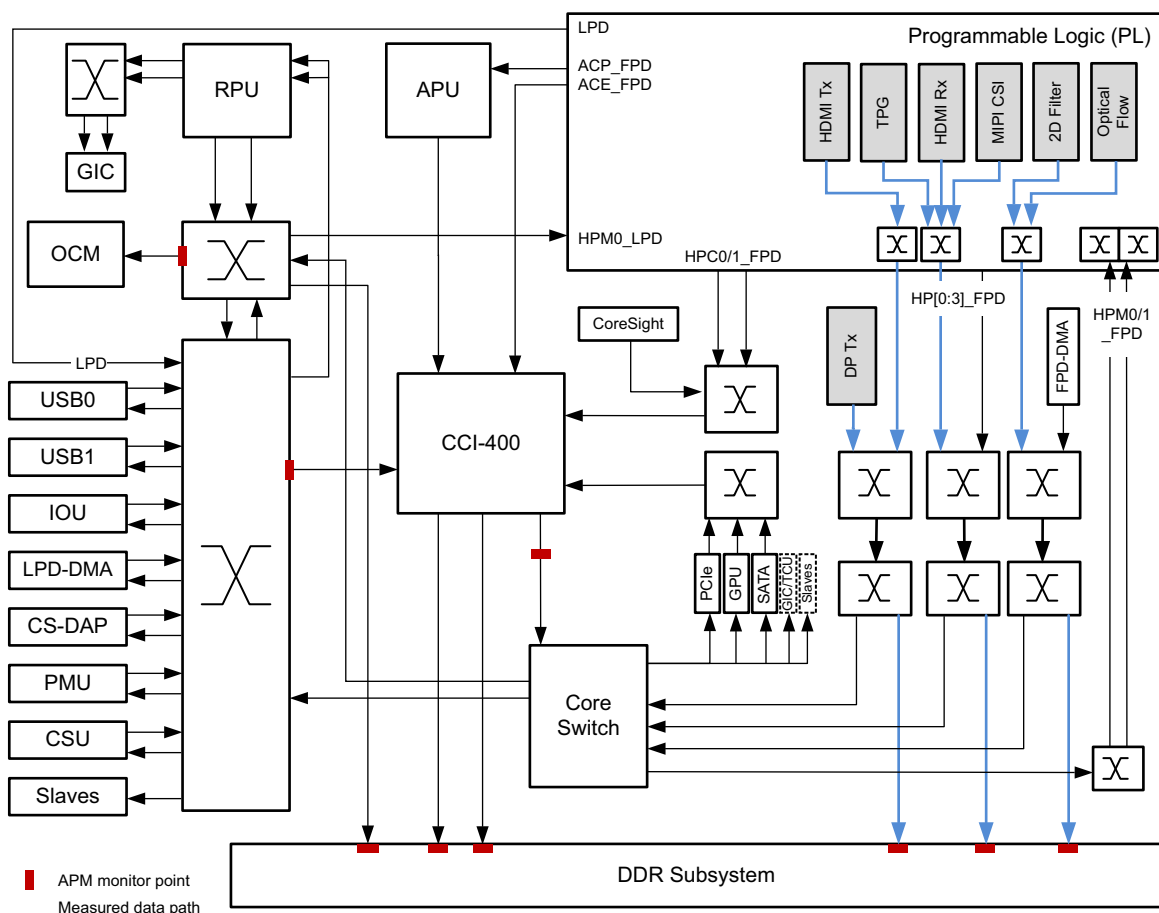 LPD
Programmable Logic (PL)
ACP_FPD
ACE_FPD
RPU
APU
HDMI Tx
TPG
HDMI Rx
MIPI CSI
2D Filter
Optical
Flow
GIC
OCM
HPM0_LPD
HPC0/1_FPD
HP[0:3]_FPD
HPM0/1
_FPD
CoreSight
DP Tx
FPD-DMA
LPD
USB0
USB1
IOU
LPD-DMA
CS-DAP
PMU
CSU
Slaves
CCI-400
PCIe
GPU
SATA
GIC/TCU
Slaves
Core
Switch
DDR Subsystem
APM monitor point
Measured data path